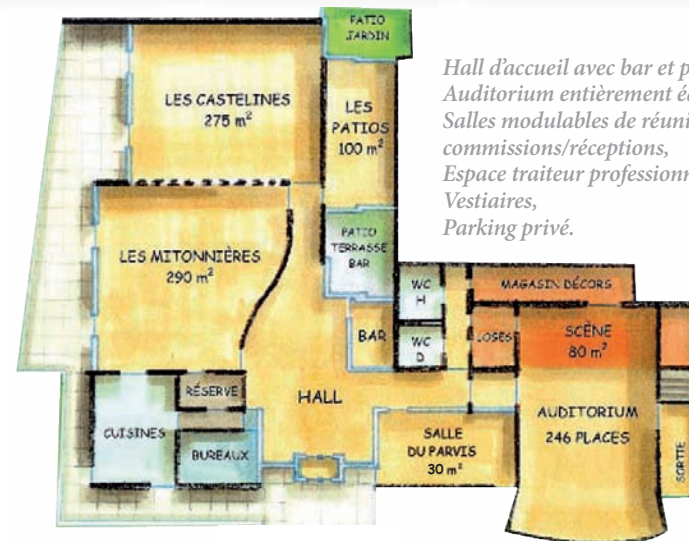 PATIO
JARDIN
LES CASTELINES
275 m²
LES
PATIOS
100 m²
Hall d'accueil avec bar et p
Auditorium entièrement é
Salles modulables de réuni
commissions/réceptions,
Espace traiteur professionn
Vestiaires,
Parking privé.
LES MITONNIÈRES
290 m²
PATIO
TERRASSE
BAR
WC
H
MAGASIN DÉCORS
BAR
WC
D
LOGES
SCÈNE
80 m²
RÉSERVE
HALL
CUISINES
BUREAUX
SALLE
DU PARVIS
30 m²
AUDITORIUM
246 PLACES
SORTIE